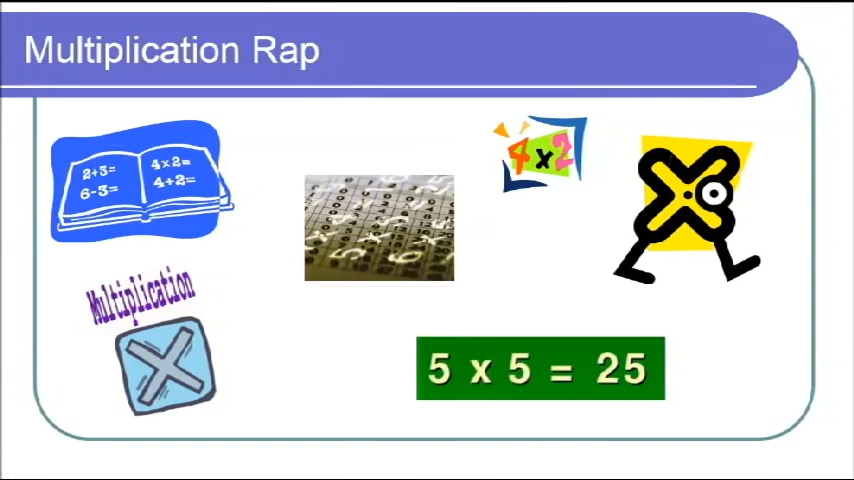 Multiplication Rap
2+3=
6-3=
4x2=
4+2=
4x2
Multiplication
5 x 5 = 25